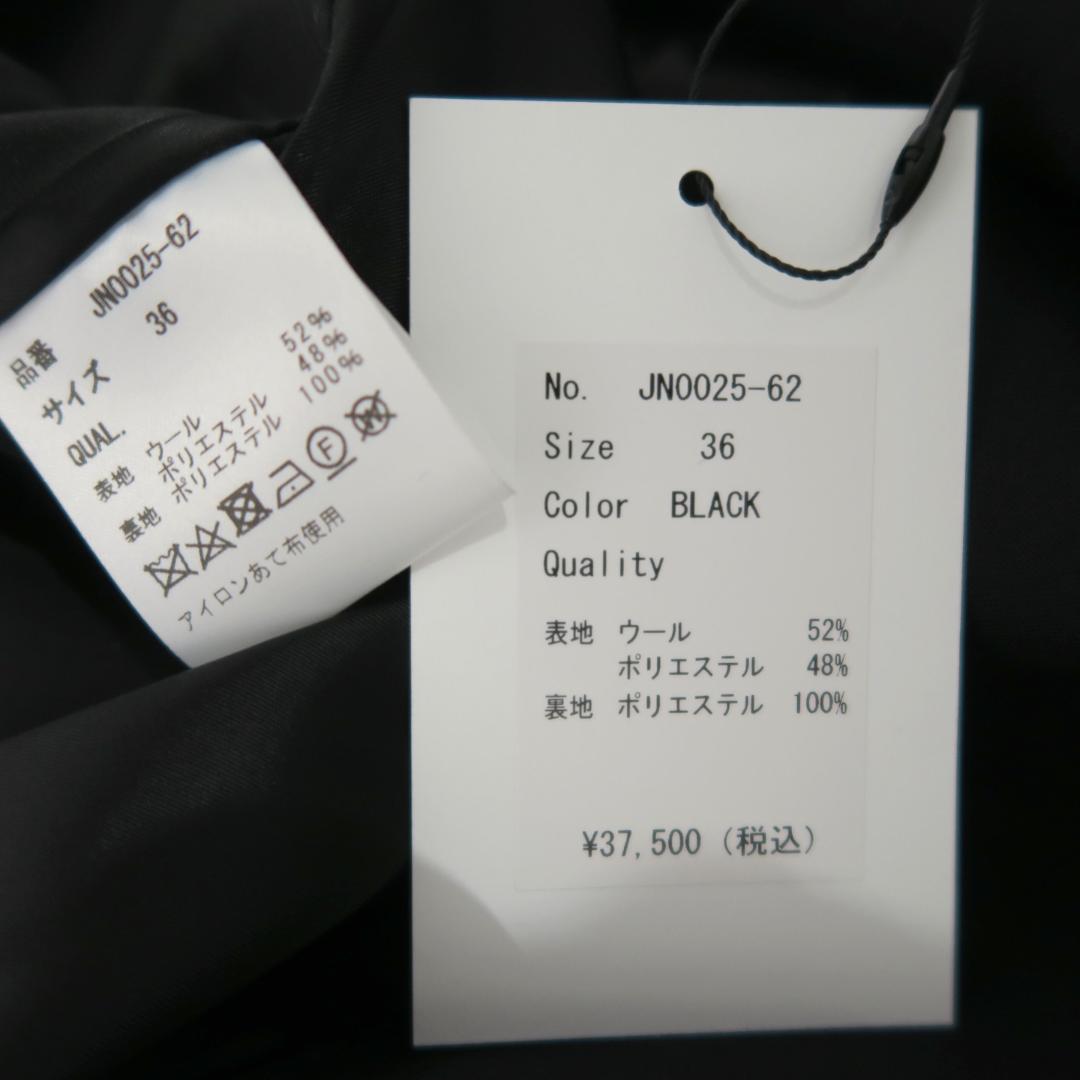 品番 JN0025-62
サイズ 36
QUAL.
表地 ウール 52%
ポリエステル 48%
裏地 ポリエステル 100%
F
W
アイロンあて布使用
No. JN0025-62
Size 36
Color BLACK
Quality
表地 ウール 52%
ポリエステル 48%
裏地 ポリエステル 100%
¥37,500 (税込)